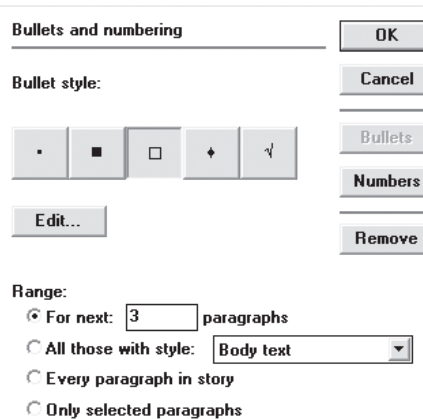 Bullets and numbering
OK
Bullet style:
Cancel
Bullets
Numbers
Edit...
Remove
Range:
For next: 3 paragraphs
All those with style: Body text
Every paragraph in story
Only selected paragraphs